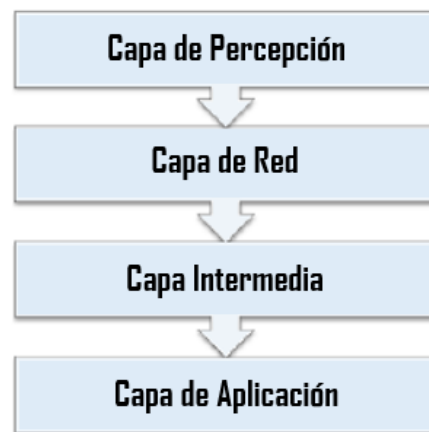 Capa de Percepción
Capa de Red
Capa Intermedia
Capa de Aplicación